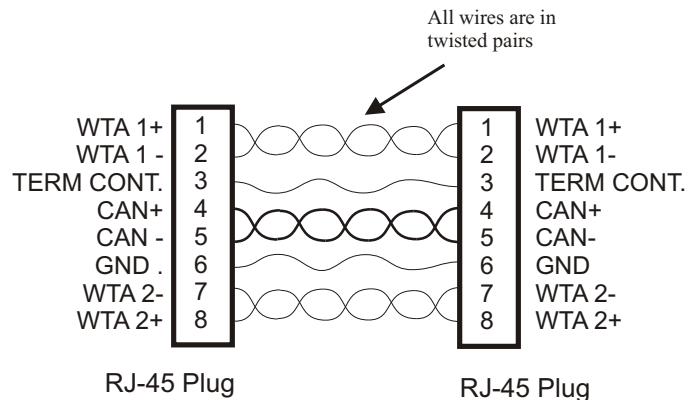 All wires are in
twisted pairs
WTA 1+ 1 1 WTA 1+
WTA 1 - 2 2 WTA 1-
TERM CONT. 3 3 TERM CONT.
CAN+ 4 4 CAN+
CAN - 5 5 CAN-
GND . 6 6 GND
WTA 2- 7 7 WTA 2-
WTA 2+ 8 8 WTA 2+
RJ-45 Plug RJ-45 Plug